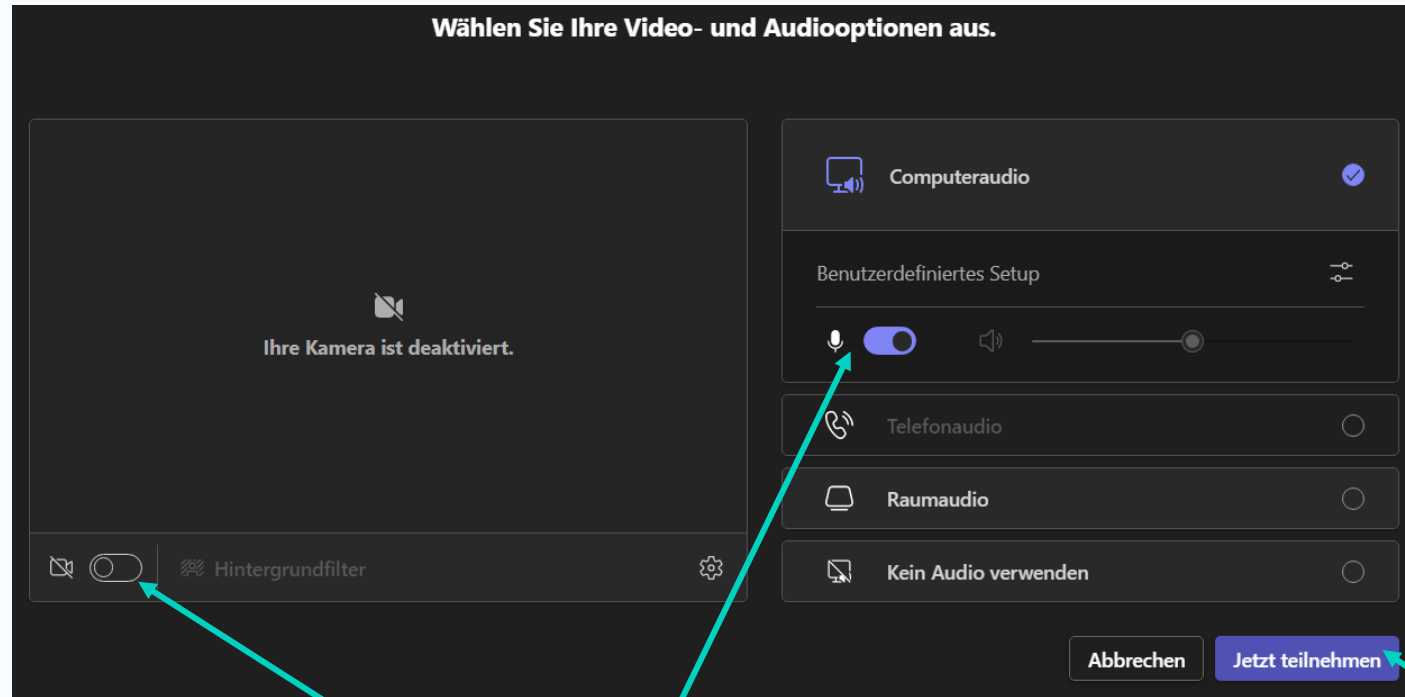 Wählen Sie Ihre Video- und Audiooptionen aus.
Ihre Kamera ist deaktiviert.
Hintergrundfilter
Computeraudio
Benutzerdefiniertes Setup
Telefonaudio
Raumaudio
Kein Audio verwenden
Abbrechen
Jetzt teilnehmen